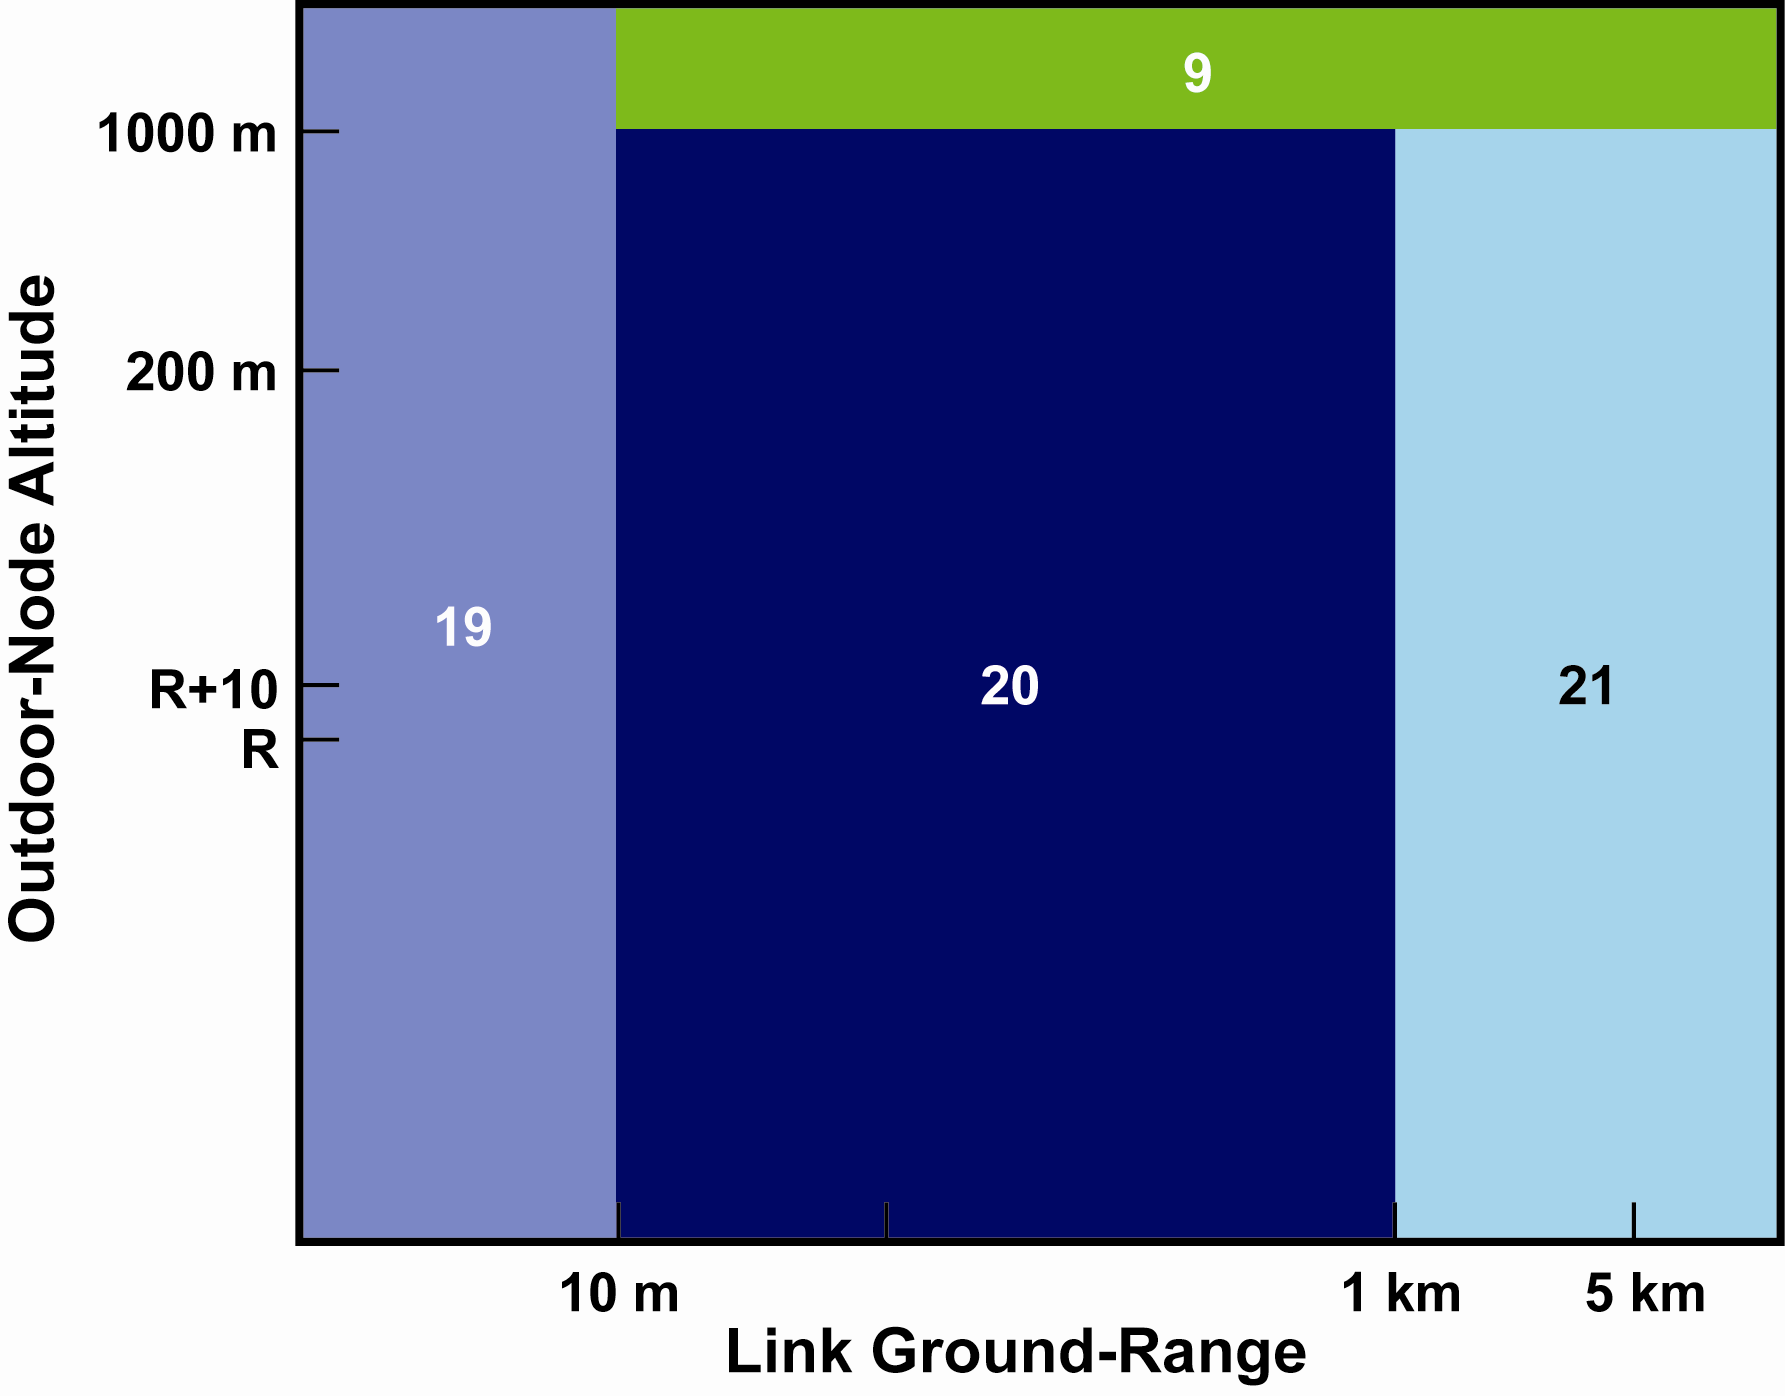 9
1000 m
200 m
19
R+10
R
20
21
Outdoor-Node Altitude
10 m
1 km
5 km
Link Ground-Range